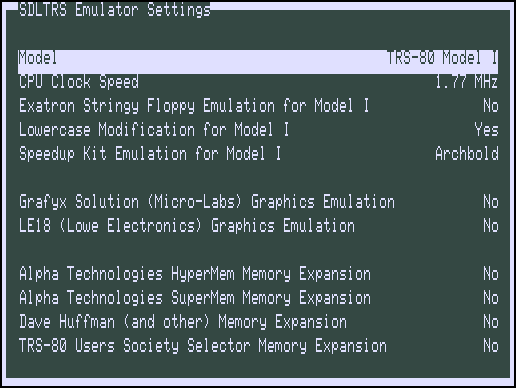 SDLTRS Emulator Settings
Model TRS-80 Model I
CPU Clock Speed 1.77 MHz
Exatron Stringy Floppy Emulation for Model I No
Lowercase Modification for Model I Yes
Speedup Kit Emulation for Model I Archbold
Grafyx Solution (Micro-Labs) Graphics Emulation No
LE18 (Lowe Electronics) Graphics Emulation No
Alpha Technologies HyperMem Memory Expansion No
Alpha Technologies SuperMem Memory Expansion No
Dave Huffman (and other) Memory Expansion No
TRS-80 Users Society Selector Memory Expansion No